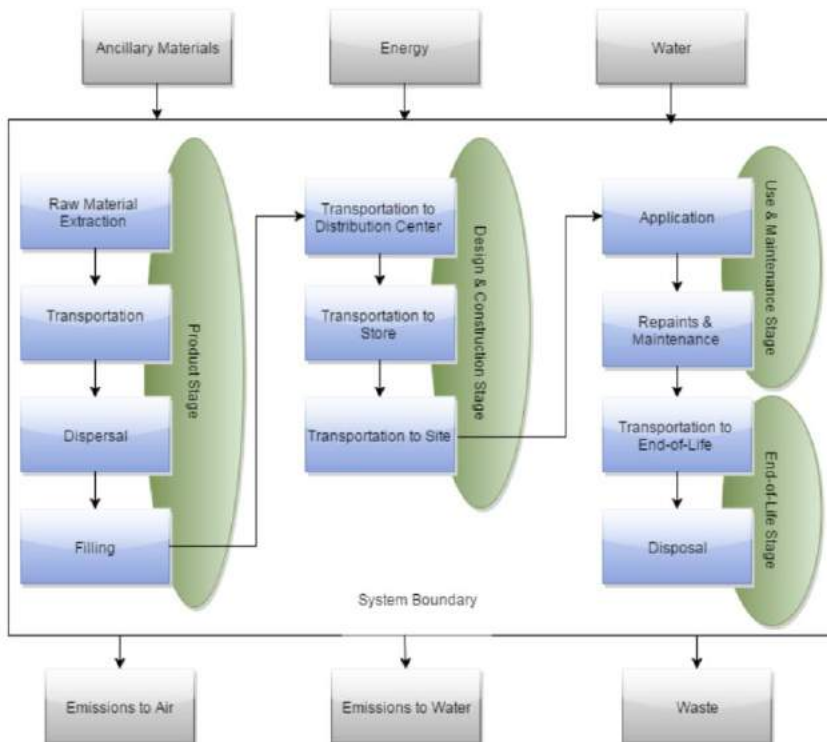 Ancillary Materials
Energy
Water
Raw Material
Extraction
Transportation
Dispersal
Filling
Product Stage
Transportation to
Distribution Center
Transportation to
Store
Transportation to Site
Design & Construction Stage
Application
Repaints &
Maintenance
Use & Maintenance Stage
Transportation to
End-of-Life
Disposal
End-of-Life Stage
System Boundary
Emissions to Air
Emissions to Water
Waste